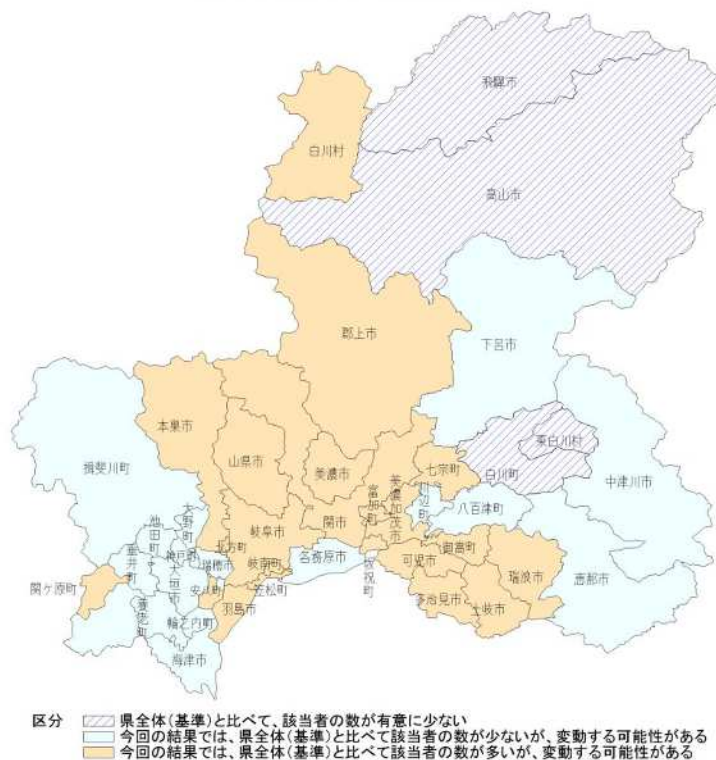 飛騨市
白川村
高山市
郡上市
下呂市
本巣市
東白川村
揖斐川町
山県市
美濃市
七宗町
白川町
中津川市
富加町
美濃加茂市
川辺町
八百津町
大野町
岐阜市
関市
池田町
北方町
御嵩町
神戸町
垂井町
瑞穂市
岐南町
各務原市
坂祝町
可児市
瑞浪市
恵那市
関ケ原町
大垣市
安八町
笠松町
養老町
羽島市
多治見市
土岐市
輪之内町
海津市
区分
県全体(基準)と比べて、該当者の数が有意に少ない
今回の結果では、県全体(基準)と比べて該当者の数が少ないが、変動する可能性がある
今回の結果では、県全体(基準)と比べて該当者の数が多いが、変動する可能性がある